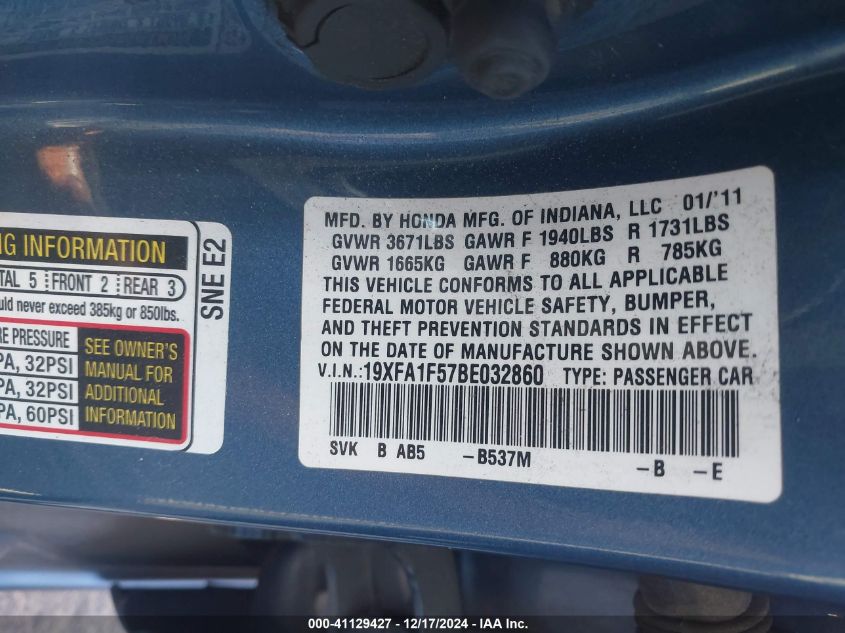 NG INFORMATION
TAL 5 FRONT 2 REAR 3
uld never exceed 385kg or 850lbs.
RE PRESSURE
PA, 32PSI
PA, 32PSI
PA, 60PSI
SEE OWNER'S
MANUAL FOR
ADDITIONAL
INFORMATION
SNE E2
MFD. BY HONDA MFG. OF INDIANA, LLC 01/'11
GVWR 3671LBS GAWR F 1940LBS R 1731LBS
GVWR 1665KG GAWR F 880KG R 785KG
THIS VEHICLE CONFORMS TO ALL APPLICABLE
FEDERAL MOTOR VEHICLE SAFETY, BUMPER,
AND THEFT PREVENTION STANDARDS IN EFFECT
ON THE DATE OF MANUFACTURE SHOWN ABOVE.
V.I.N.:19XFA1F57BE032860 TYPE: PASSENGER CAR
SVK B AB5 -B537M -B -E
000-41129427 - 12/17/2024 - IAA Inc.